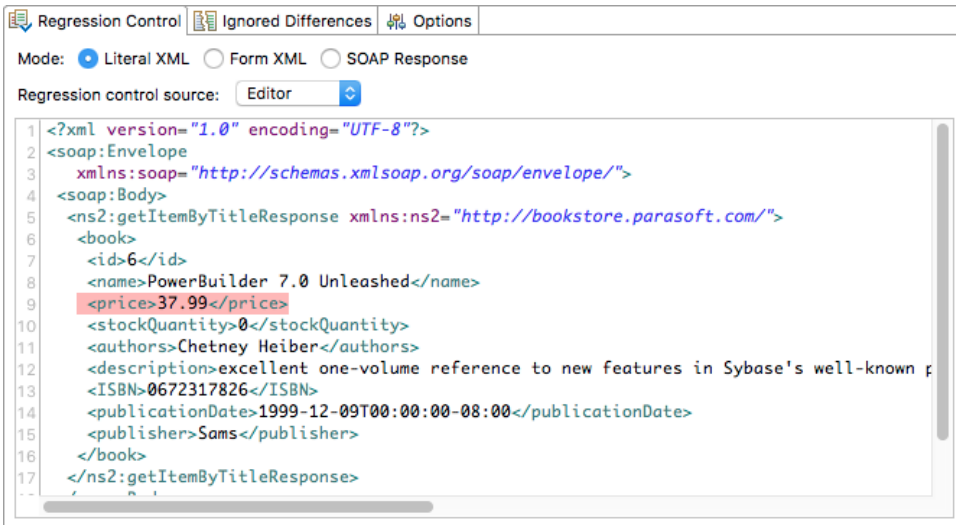 Regression Control Ignored Differences Options
Mode: Literal XML Form XML SOAP Response
Regression control source: Editor
1 <?xml version="1.0" encoding="UTF-8"?>
2 <soap:Envelope
3 xmlns:soap="http://schemas.xmlsoap.org/soap/envelope/">
4 <soap:Body>
5 <ns2:getItemByTitleResponse xmlns:ns2="http://bookstore.parasoft.com/">
6 <book>
7 <id>6</id>
8 <name>PowerBuilder 7.0 Unleashed</name>
9 <price>37.99</price>
10 <stockQuantity>0</stockQuantity>
11 <authors>Chetney Heiber</authors>
12 <description>excellent one-volume reference to new features in Sybase's well-known
13 <ISBN>0672317826</ISBN>
14 <publicationDate>1999-12-09T00:00:00-08:00</publicationDate>
15 <publisher>Sams</publisher>
16 </book>
17 </ns2:getItemByTitleResponse>